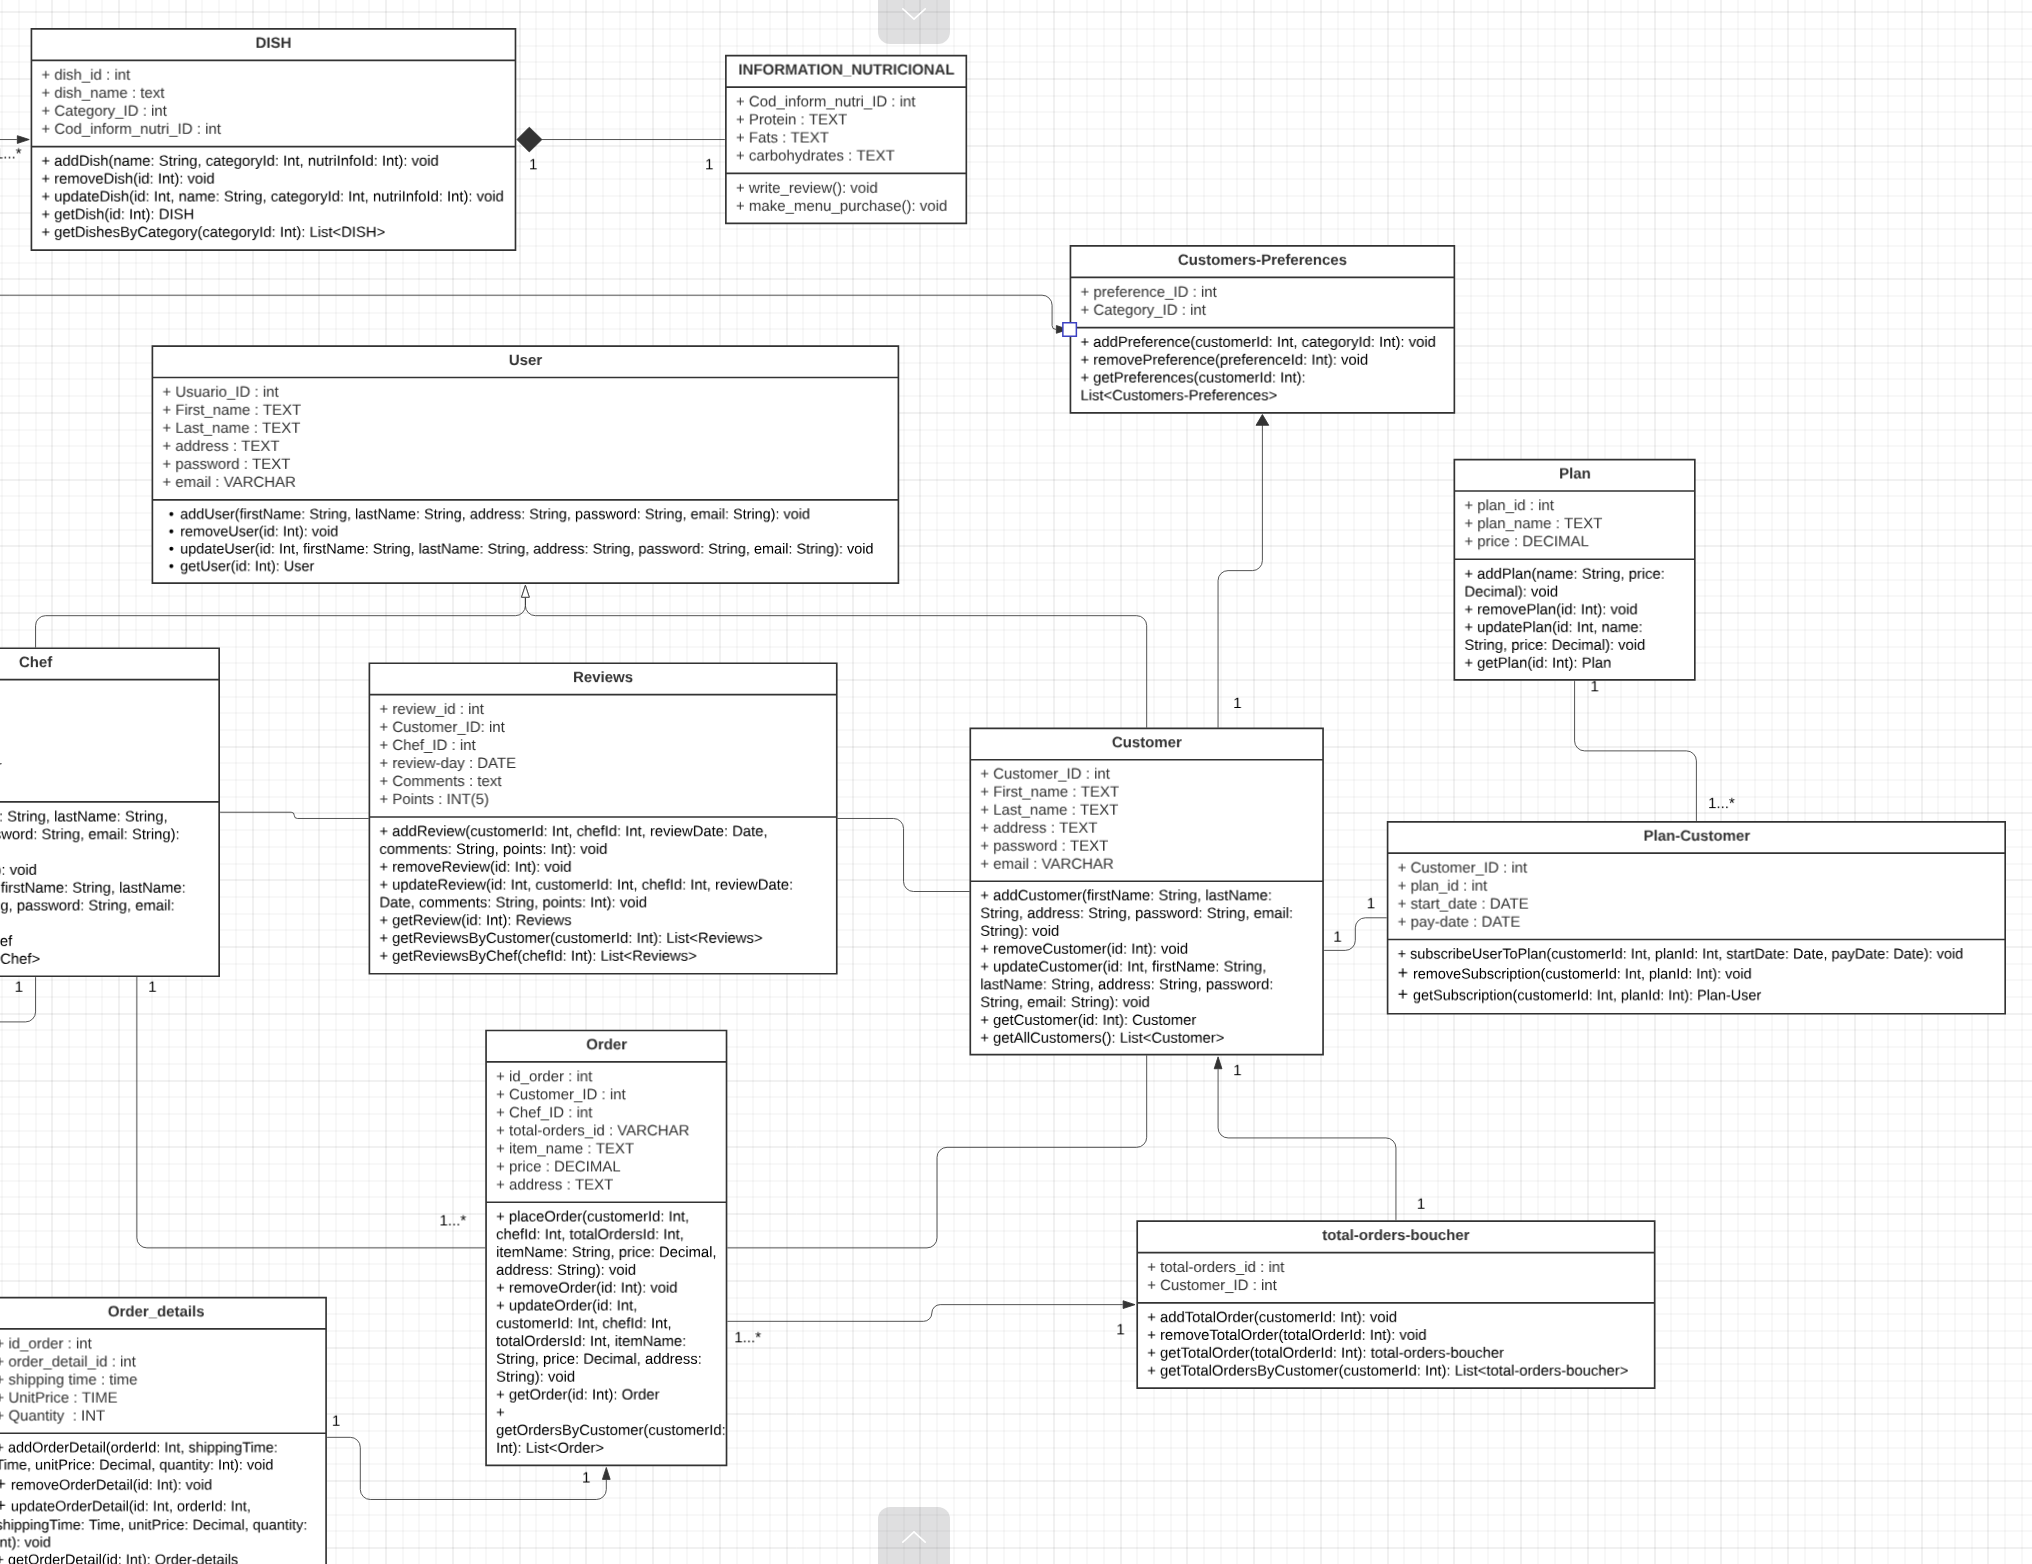 DISH
+ dish_id : int
+ dish_name : text
+ Category_ID : int
+ Cod_inform_nutri_ID : int
+ addDish(name: String, categoryId: Int, nutriInfoId: Int): void
+ removeDish(id: Int): void
+ updateDish(id: Int, name: String, categoryId: Int, nutriInfoId: Int): void
+ getDish(id: Int): DISH
+ getDishesByCategory(categoryId: Int): List<DISH>
...*
1
1
INFORMATION_NUTRICIONAL
+ Cod_inform_nutri_ID : int
+ Protein : TEXT
+ Fats : TEXT
+ carbohydrates : TEXT
+ write_review(): void
+ make_menu_purchase(): void
Customers-Preferences
+ preference_ID : int
+ Category_ID : int
+ addPreference(customerId: Int, categoryId: Int): void
+ removePreference(preferenceId: Int): void
+ getPreferences(customerId: Int):
List<Customers-Preferences>
User
+ Usuario_ID : int
+ First_name : TEXT
+ Last_name : TEXT
+ address : TEXT
+ password : TEXT
+ email : VARCHAR
• addUser(firstName: String, lastName: String, address: String, password: String, email: String): void
• removeUser(id: Int): void
• updateUser(id: Int, firstName: String, lastName: String, address: String, password: String, email: String): void
• getUser(id: Int): User
Plan
+ plan_id : int
+ plan_name : TEXT
+ price : DECIMAL
+ addPlan(name: String, price:
Decimal): void
+ removePlan(id: Int): void
+ updatePlan(id: Int, name:
String, price: Decimal): void
+ getPlan(id: Int): Plan
1
1...*
Chef
: String, lastName: String,
sword: String, email: String):
): void
firstName: String, lastName:
g, password: String, email:
ef
Chef>
1
1
Reviews
+ review_id : int
+ Customer_ID: int
+ Chef_ID : int
+ review-day : DATE
+ Comments : text
+ Points : INT(5)
+ addReview(customerId: Int, chefId: Int, reviewDate: Date,
comments: String, points: Int): void
+ removeReview(id: Int): void
+ updateReview(id: Int, customerId: Int, chefId: Int, reviewDate:
Date, comments: String, points: Int): void
+ getReview(id: Int): Reviews
+ getReviewsByCustomer(customerId: Int): List<Reviews>
+ getReviewsByChef(chefId: Int): List<Reviews>
1
Customer
+ Customer_ID : int
+ First_name : TEXT
+ Last_name : TEXT
+ address : TEXT
+ password : TEXT
+ email : VARCHAR
+ addCustomer(firstName: String, lastName:
String, address: String, password: String, email:
String): void
+ removeCustomer(id: Int): void
+ updateCustomer(id: Int, firstName: String,
lastName: String, address: String, password:
String, email: String): void
+ getCustomer(id: Int): Customer
+ getAllCustomers(): List<Customer>
1
1
Plan-Customer
+ Customer_ID : int
+ plan_id : int
+ start_date : DATE
+ pay-date : DATE
+ subscribeUserToPlan(customerId: Int, planId: Int, startDate: Date, payDate: Date): void
+ removeSubscription(customerId: Int, planId: Int): void
+ getSubscription(customerId: Int, planId: Int): Plan-User
Order
+ id_order : int
+ Customer_ID : int
+ Chef_ID : int
+ total-orders_id : VARCHAR
+ item_name : TEXT
+ price : DECIMAL
+ address : TEXT
+ placeOrder(customerId: Int,
chefId: Int, totalOrdersId: Int,
itemName: String, price: Decimal,
address: String): void
+ removeOrder(id: Int): void
+ updateOrder(id: Int,
customerId: Int, chefId: Int,
totalOrdersId: Int, itemName:
String, price: Decimal, address:
String): void
+ getOrder(id: Int): Order
+
getOrdersByCustomer(customerId:
Int): List<Order>
1...*
1...*
1
1
1
1
total-orders-boucher
+ total-orders_id : int
+ Customer_ID : int
+ addTotalOrder(customerId: Int): void
+ removeTotalOrder(totalOrderId: Int): void
+ getTotalOrder(totalOrderId: Int): total-orders-boucher
+ getTotalOrdersByCustomer(customerId: Int): List<total-orders-boucher>
Order_details
+ id_order : int
+ order_detail_id : int
+ shipping time : time
+ UnitPrice : TIME
+ Quantity : INT
+ addOrderDetail(orderId: Int, shippingTime:
Time, unitPrice: Decimal, quantity: Int): void
+ removeOrderDetail(id: Int): void
+ updateOrderDetail(id: Int, orderId: Int,
shippingTime: Time, unitPrice: Decimal, quantity:
Int): void
+ getOrderDetail(id: Int): Order-details
1